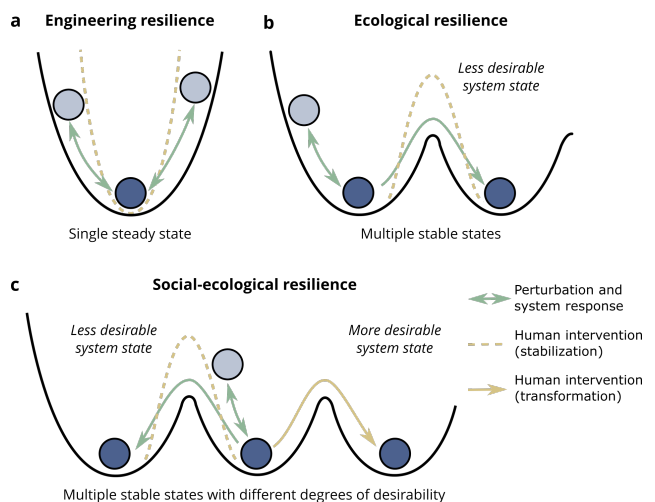 a Engineering resilience
Single steady state
b Ecological resilience
Less desirable
system state
Multiple stable states
c Social-ecological resilience
Less desirable
system state
More desirable
system state
Multiple stable states with different degrees of desirability
Perturbation and
system response
Human intervention
(stabilization)
Human intervention
(transformation)